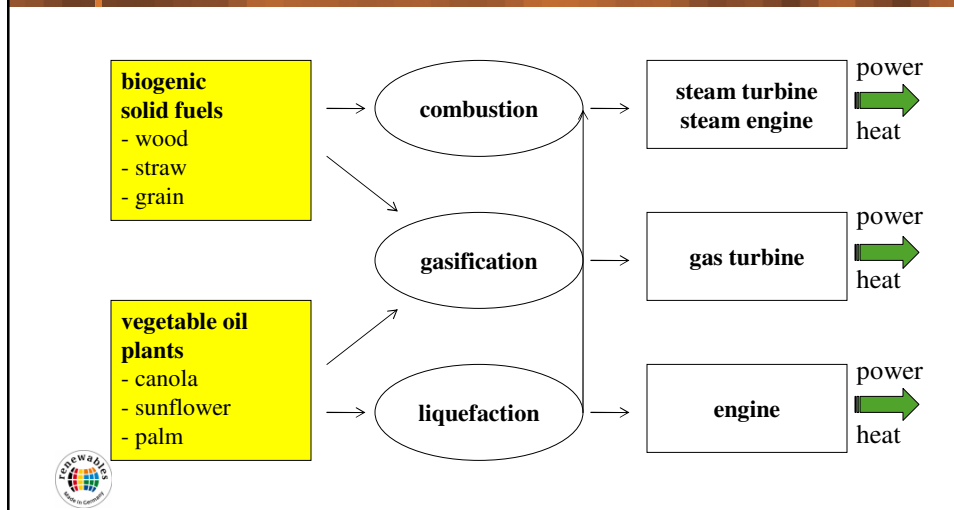 biogenic
solid fuels
- wood
- straw
- grain
combustion
steam turbine
steam engine
power
heat
gasification
gas turbine
power
heat
vegetable oil
plants
- canola
- sunflower
- palm
liquefaction
engine
power
heat
renewables
Made in Germany